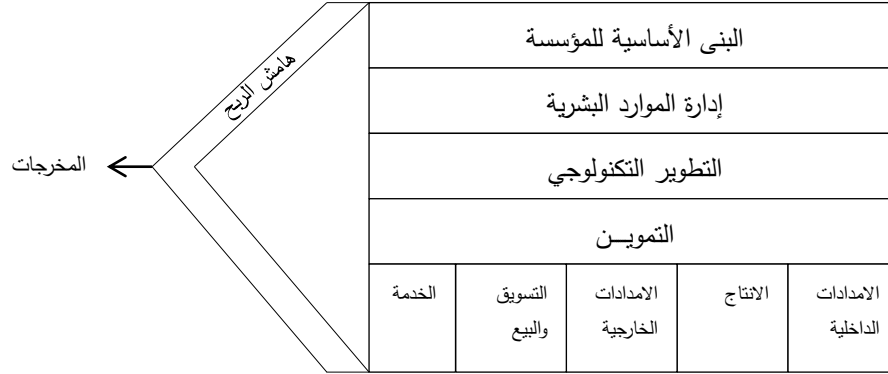 البنى الأساسية للمؤسسة
إدارة الموارد البشرية
التطوير التكنولوجي
التمويــن
الامدادات
الداخلية
الانتاج
الامدادات
الخارجية
التسويق
والبيع
الخدمة
هامش الربح
المخرجات